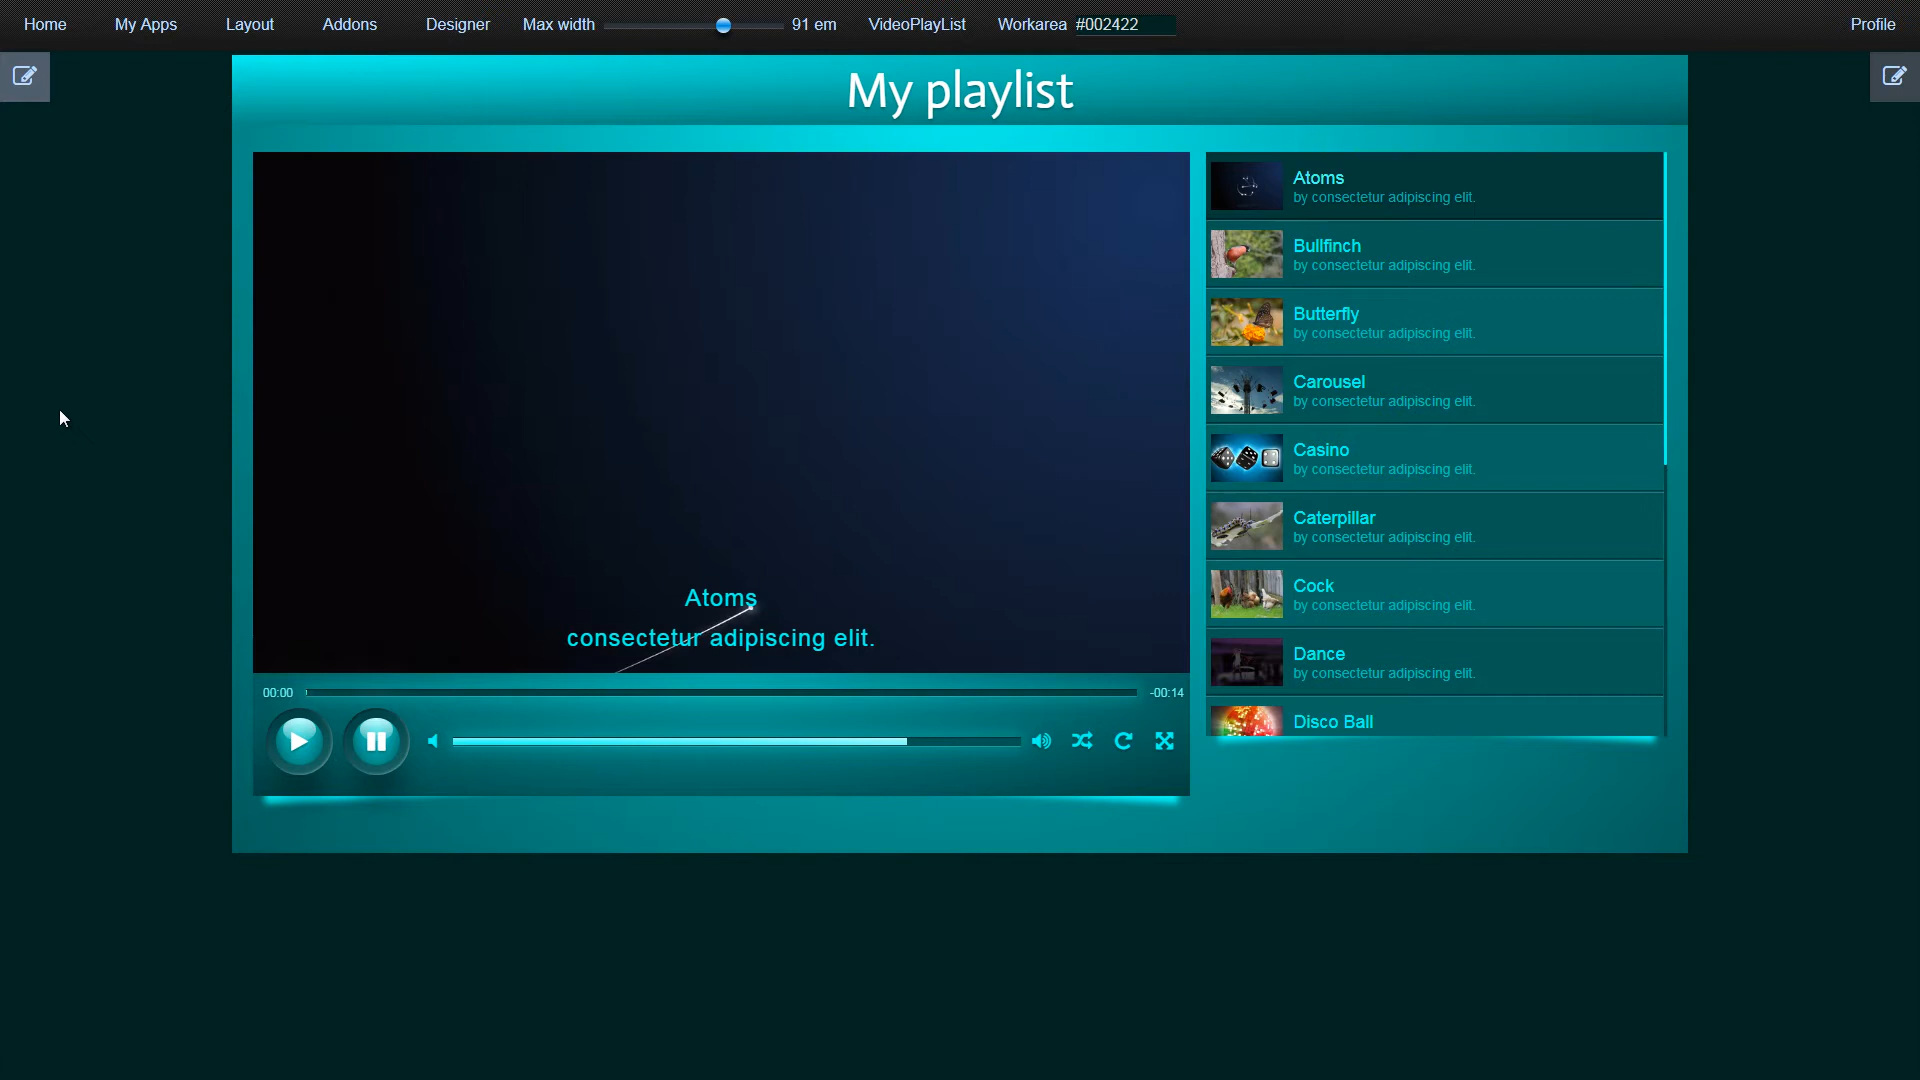 Home My Apps Layout Addons Designer Max width 91 em VideoPlayList Workarea #002422 Profile
My playlist
Atoms
consectetur adipiscing elit.
00:00 -00:14
Atoms
by consectetur adipiscing elit.
Bullfinch
by consectetur adipiscing elit.
Butterfly
by consectetur adipiscing elit.
Carousel
by consectetur adipiscing elit.
Casino
by consectetur adipiscing elit.
Caterpillar
by consectetur adipiscing elit.
Cock
by consectetur adipiscing elit.
Dance
by consectetur adipiscing elit.
Disco Ball